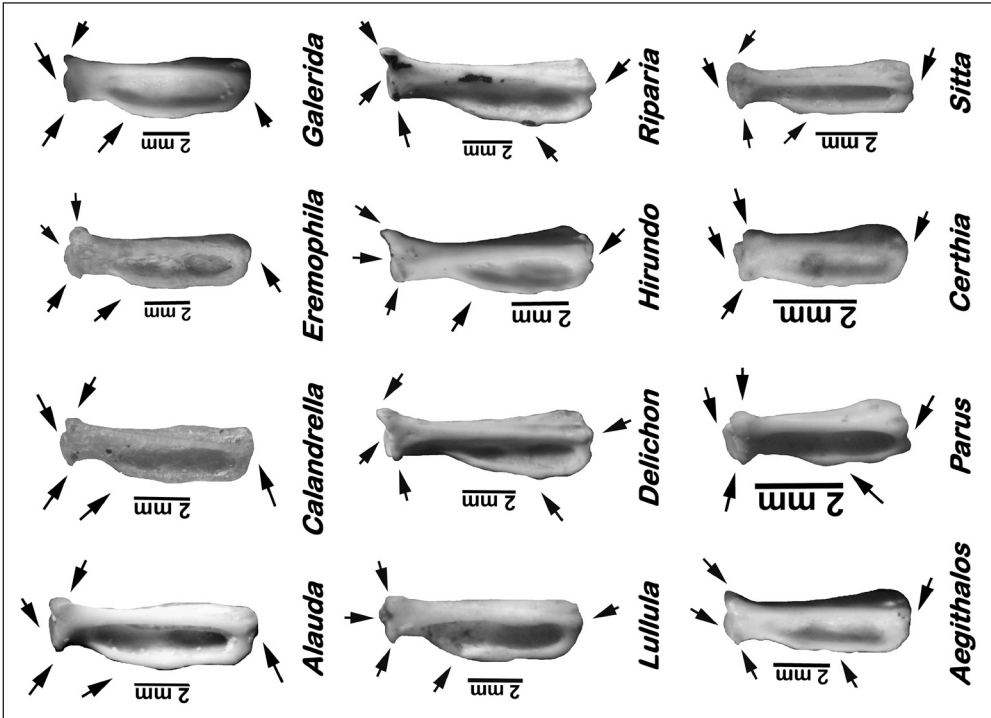 2 mm
Alauda
2 mm
Calandrella
2 mm
Eremophila
2 mm
Galerida
2 mm
Lullula
2 mm
Delichon
2 mm
Hirundo
2 mm
Riparia
2 mm
Aegithalos
2 mm
Parus
2 mm
Certhia
2 mm
Sitta